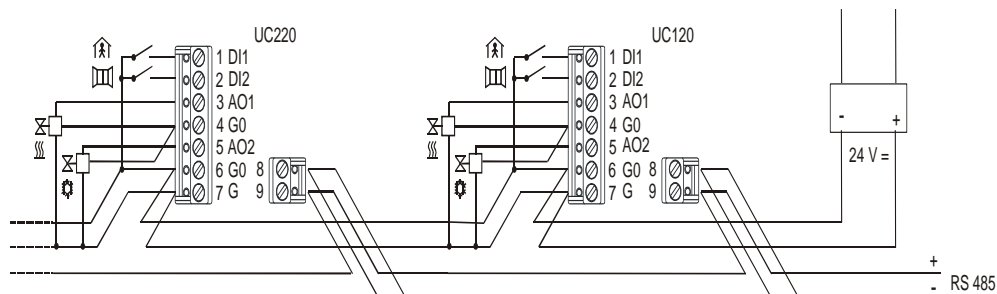 UC220
1 DI1
2 DI2
3 AO1
4 G0
5 AO2
6 G0 8
7 G 9
UC120
1 DI1
2 DI2
3 AO1
4 G0
5 AO2
6 G0 8
7 G 9
- +
24 V =
+
- RS 485